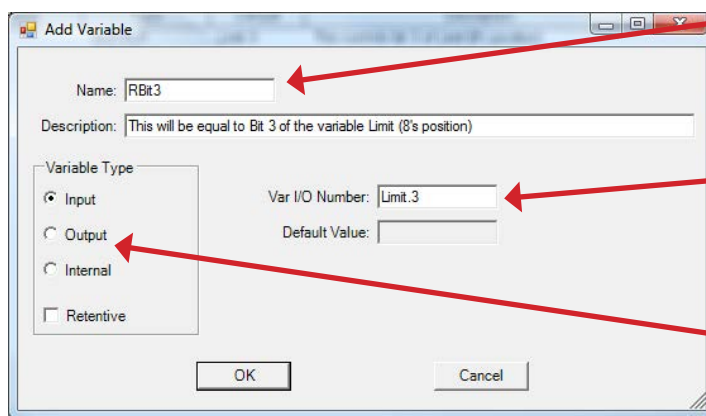 Add Variable
Name: RBit3
Description: This will be equal to Bit 3 of the variable Limit (8's position)
Variable Type
Input
Var I/O Number: Limit.3
Output
Default Value:
Internal
Retentive
OK
Cancel